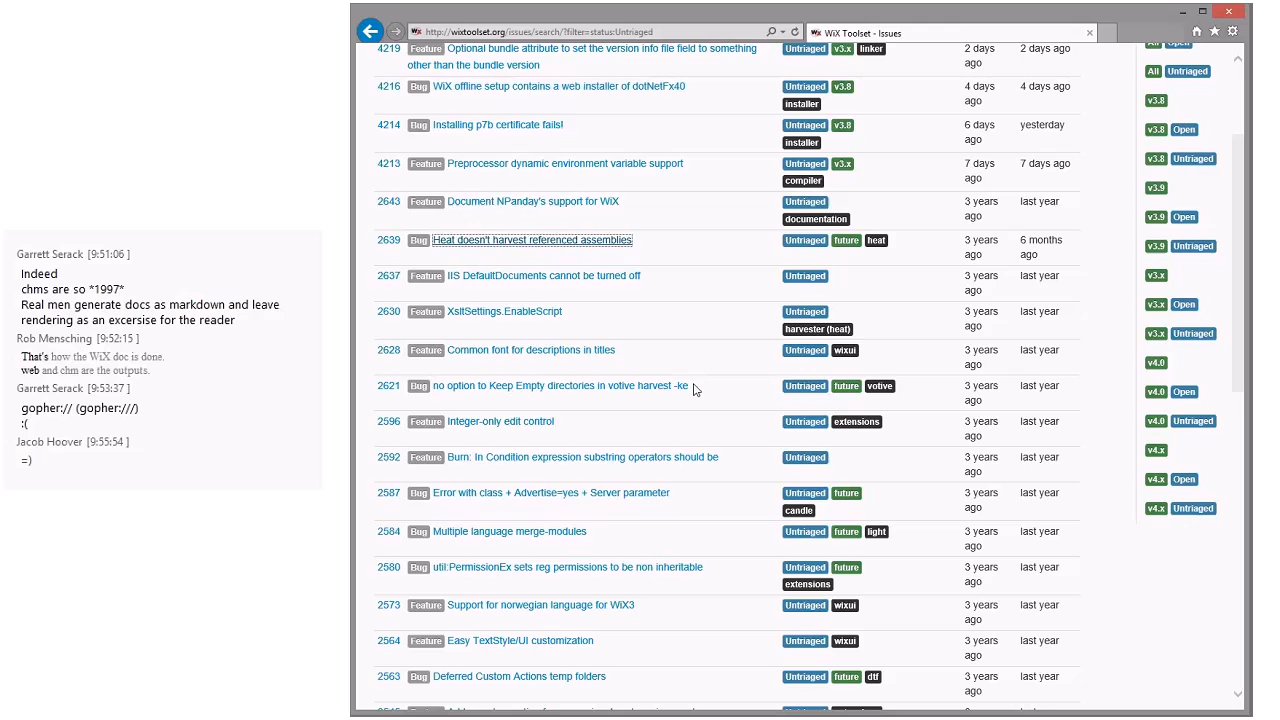 Garrett Serack [9:51:06 ]
Indeed
chms are so *1997*
Real men generate docs as markdown and leave
rendering as an excersise for the reader
Rob Mensching [9:52:15 ]
That's how the WiX doc is done.
web and chm are the outputs.
Garrett Serack [9:53:37 ]
gopher:// (gopher:///)
:(
Jacob Hoover [9:55:54 ]
=)
http://wixtoolset.org/issues/search/?filter=status:Untriaged
WiX Toolset - Issues
4219 Feature Optional bundle attribute to set the version info file field to something Untriaged v3.x linker 2 days 2 days
other than the bundle version ago ago
4216 Bug WiX offline setup contains a web installer of dotNetFx40 Untriaged v3.8 4 days 4 days ago
installer ago
4214 Bug Installing p7b certificate fails! Untriaged v3.8 6 days yesterday
installer ago
4213 Feature Preprocessor dynamic environment variable support Untriaged v3.x 7 days 7 days ago
compiler ago
2643 Feature Document NPanday's support for WiX Untriaged 3 years last year
documentation ago
2639 Bug Heat doesn't harvest referenced assemblies Untriaged future heat 3 years 6 months
ago ago
2637 Feature IIS DefaultDocuments cannot be turned off Untriaged 3 years last year
ago
2630 Feature XsltSettings.EnableScript Untriaged 3 years last year
harvester (heat) ago
2628 Feature Common font for descriptions in titles Untriaged wixui 3 years last year
ago
2621 Bug no option to Keep Empty directories in votive harvest -ke Untriaged future votive 3 years last year
ago
2596 Feature Integer-only edit control Untriaged extensions 3 years last year
ago
2592 Feature Burn: In Condition expression substring operators should be Untriaged 3 years last year
ago
2587 Bug Error with class + Advertise=yes + Server parameter Untriaged future 3 years last year
candle ago
2584 Bug Multiple language merge-modules Untriaged future light 3 years last year
ago
2580 Bug util:PermissionEx sets reg permissions to be non inheritable Untriaged future 3 years last year
extensions ago
2573 Feature Support for norwegian language for WiX3 Untriaged wixui 3 years last year
ago
2564 Feature Easy TextStyle/UI customization Untriaged wixui 3 years last year
ago
2563 Bug Deferred Custom Actions temp folders Untriaged future dtf 3 years last year
ago
All Open
All Untriaged
v3.8
v3.8 Open
v3.8 Untriaged
v3.9
v3.9 Open
v3.9 Untriaged
v3.x
v3.x Open
v3.x Untriaged
v4.0
v4.0 Open
v4.0 Untriaged
v4.x
v4.x Open
v4.x Untriaged